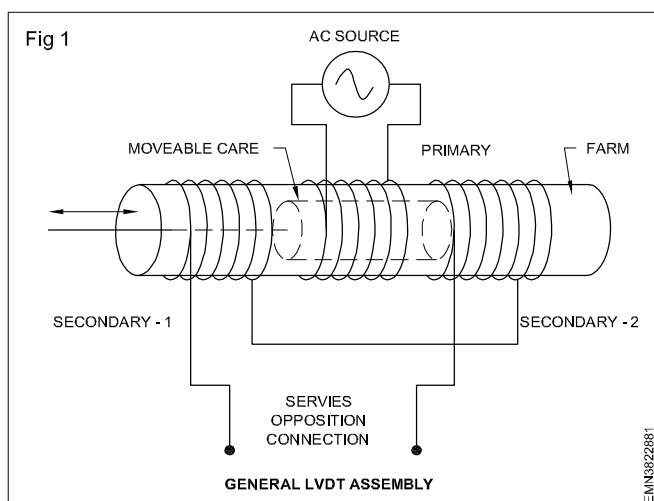 Fig 1
AC SOURCE
MOVEABLE CARE
PRIMARY
FARM
SECONDARY - 1
SECONDARY - 2
SERVIES
OPPOSITION
CONNECTION
GENERAL LVDT ASSEMBLY
EMN3822881